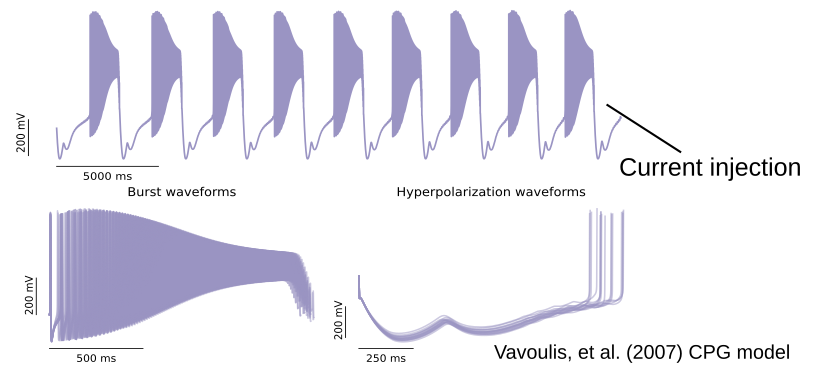 200 mV
5000 ms
Current injection
Burst waveforms
Hyperpolarization waveforms
200 mV
500 ms
200 mV
250 ms
Vavoulis, et al. (2007) CPG model